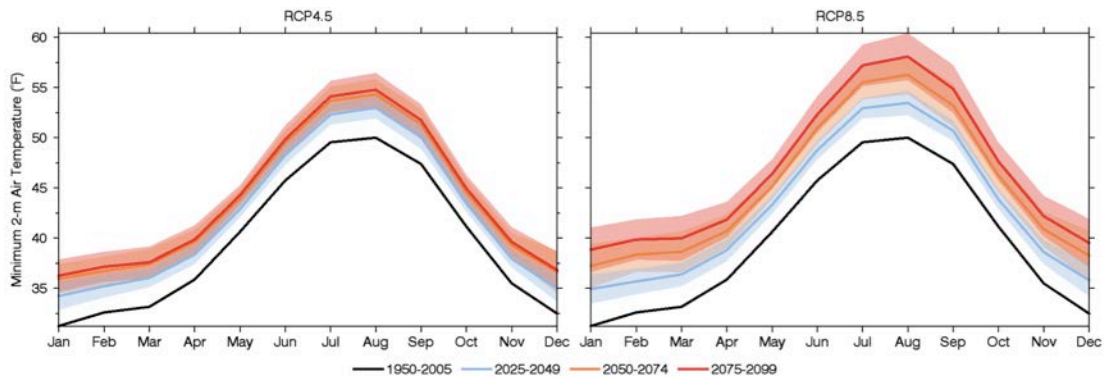 RCP4.5
RCP8.5
Minimum 2-m Air Temperature (°F)
60
55
50
45
40
35
Jan Feb Mar Apr May Jun Jul Aug Sep Oct Nov Dec
Jan Feb Mar Apr May Jun Jul Aug Sep Oct Nov Dec
1950-2005 2025-2049 2050-2074 2075-2099